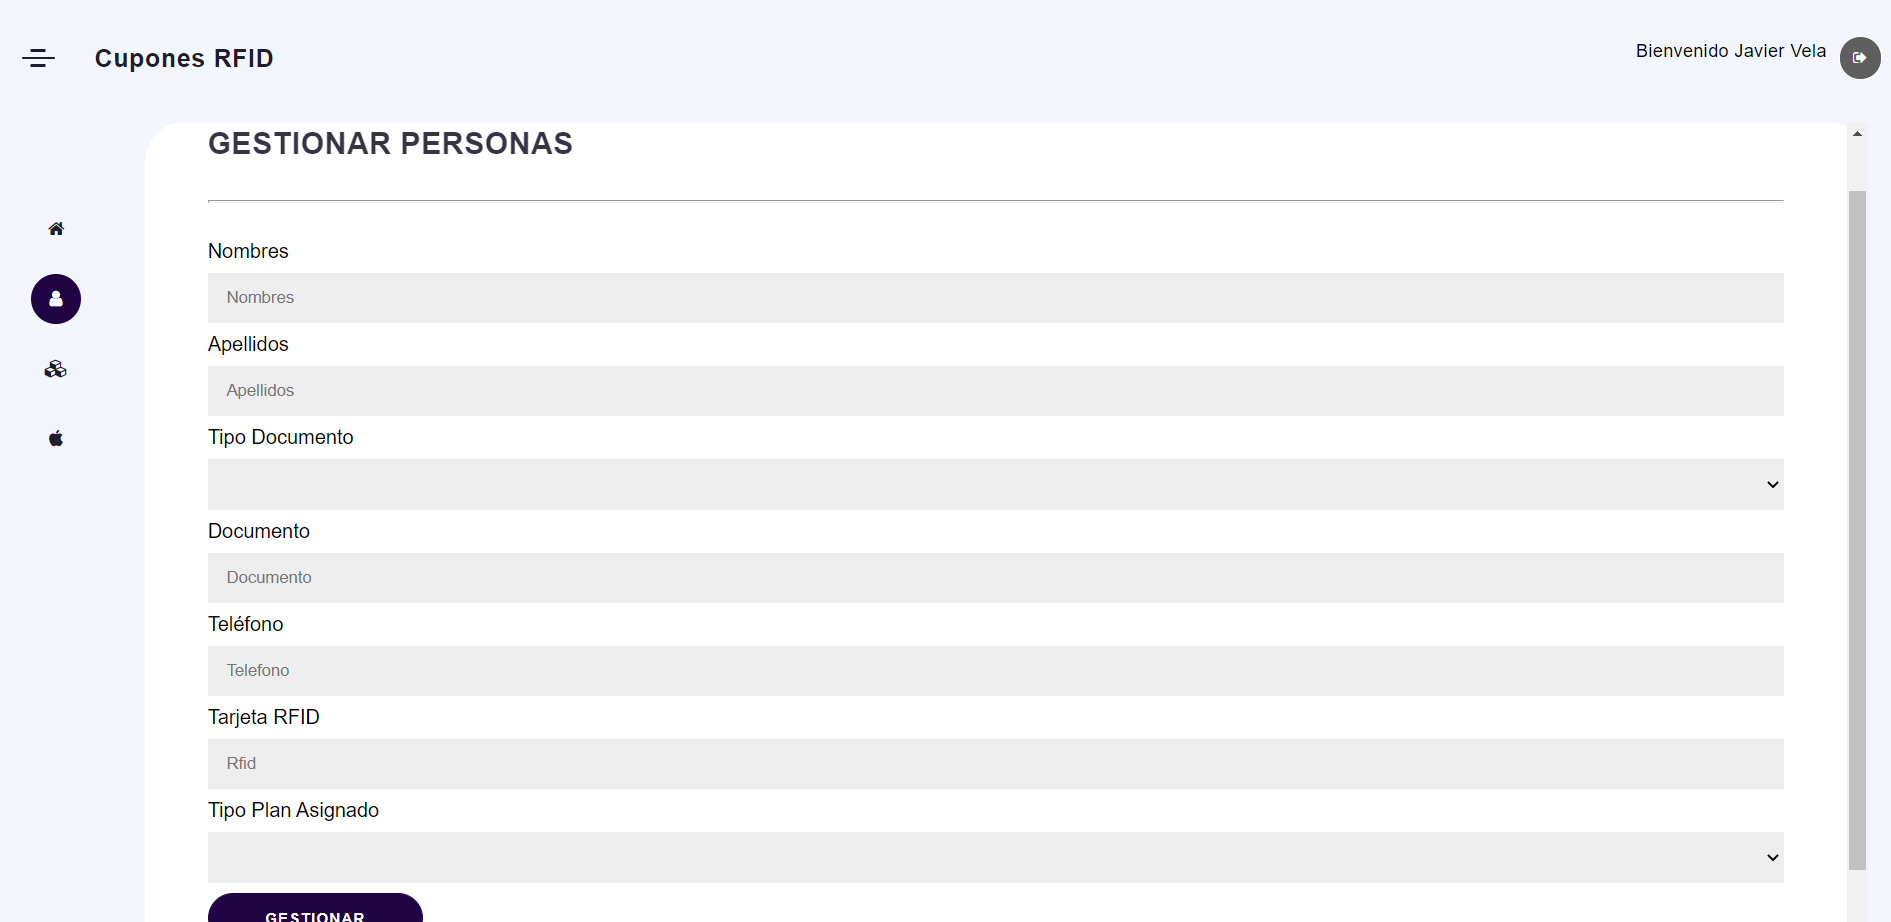 Cupones RFID
Bienvenido Javier Vela
GESTIONAR PERSONAS
Nombres
Nombres
Apellidos
Apellidos
Tipo Documento
Documento
Documento
Teléfono
Telefono
Tarjeta RFID
Rfid
Tipo Plan Asignado
GESTIONAR